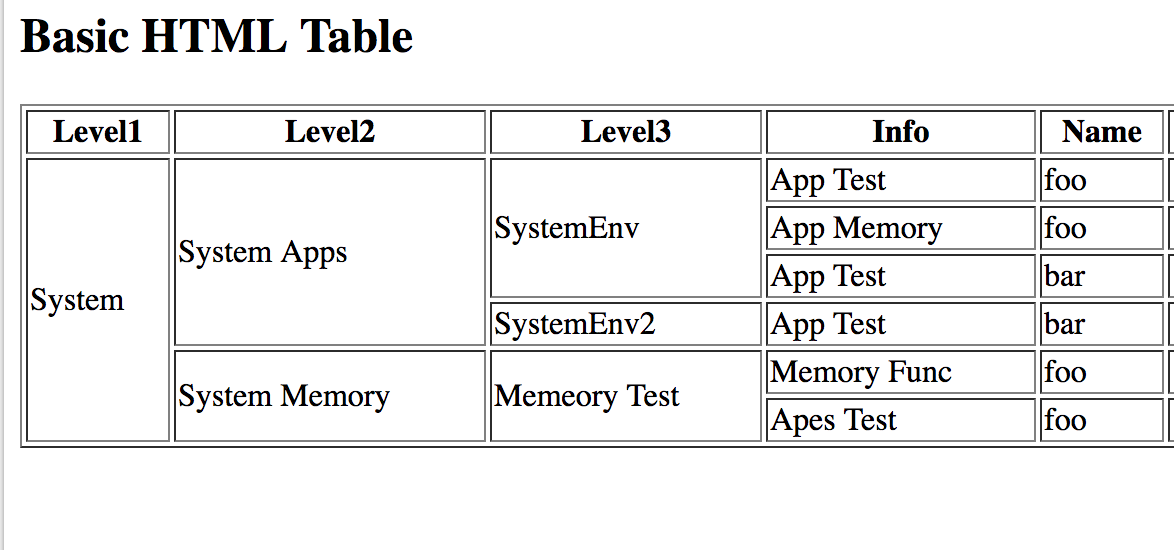 Basic HTML Table
Level1 Level2 Level3 Info Name
System System Apps SystemEnv App Test foo
App Memory foo
App Test bar
SystemEnv2 App Test bar
System Memory Memeory Test Memory Func foo
Apes Test foo